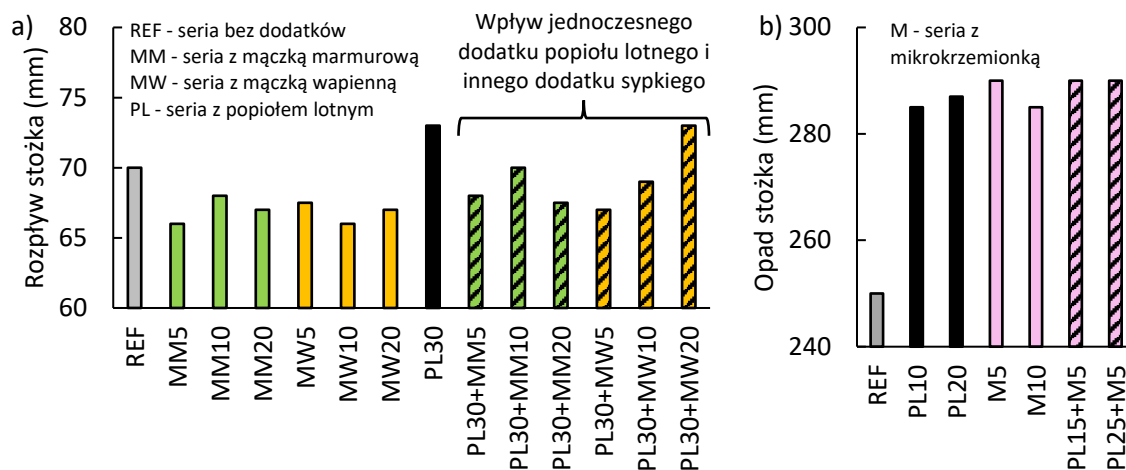 a)
Rozpływ stożka (mm)
80
75
70
65
60
REF - seria bez dodatków
MM - seria z mączką marmurową
MW - seria z mączką wapienną
PL - seria z popiołem lotnym
Wpływ jednoczesnego
dodatku popiołu lotnego i
innego dodatku sypkiego
REF
MM5
MM10
MM20
MW5
MW10
MW20
PL30
PL30+MM5
PL30+MM10
PL30+MM20
PL30+MW5
PL30+MW10
PL30+MW20
b)
Opad stożka (mm)
300
280
260
240
M - seria z
mikrokrzemionką
REF
PL10
PL20
M5
M10
PL15+M5
PL25+M5